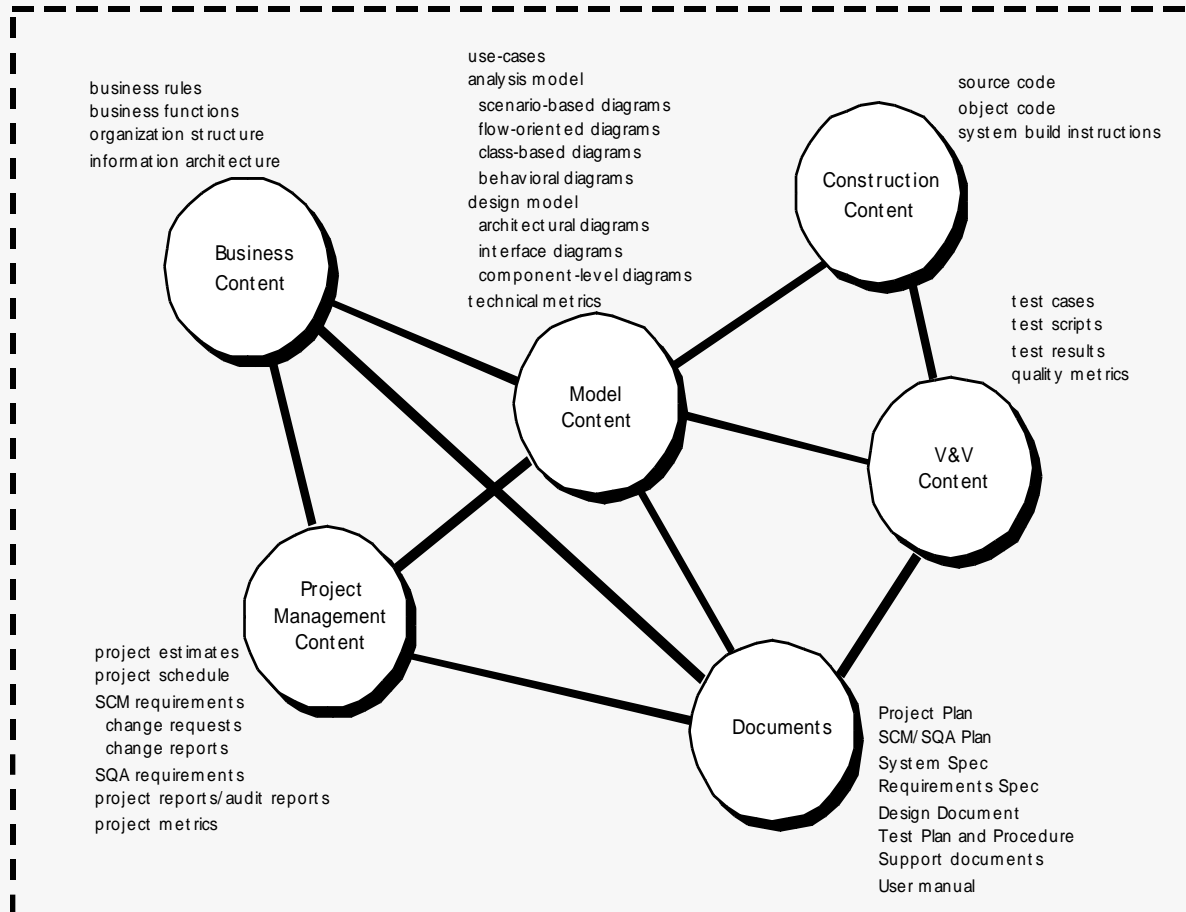 business rules
business functions
organization structure
information architecture
use-cases
analysis model
scenario-based diagrams
flow-oriented diagrams
class-based diagrams
behavioral diagrams
design model
architectural diagrams
interface diagrams
component-level diagrams
technical metrics
source code
object code
system build instructions
Construction
Content
Business
Content
test cases
test scripts
test results
quality metrics
Model
Content
V&V
Content
Project
Management
Content
project estimates
project schedule
SCM requirements
change requests
change reports
SQA requirements
project reports/audit reports
project metrics
Documents
Project Plan
SCM/SQA Plan
System Spec
Requirements Spec
Design Document
Test Plan and Procedure
Support documents
User manual